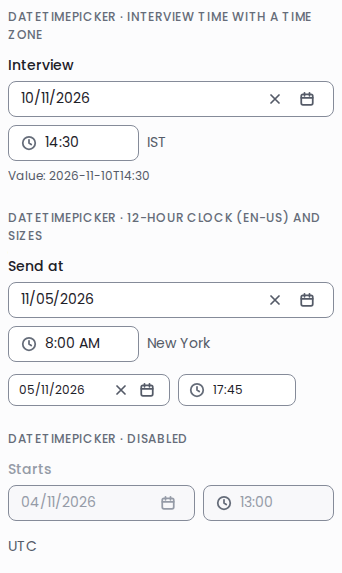 DATETIMEPICKER · INTERVIEW TIME WITH A TIME
ZONE
Interview
10/11/2026
14:30 IST
Value: 2026-11-10T14:30
DATETIMEPICKER · 12-HOUR CLOCK (EN-US) AND
SIZES
Send at
11/05/2026
8:00 AM New York
05/11/2026 17:45
DATETIMEPICKER · DISABLED
Starts
04/11/2026 13:00
UTC